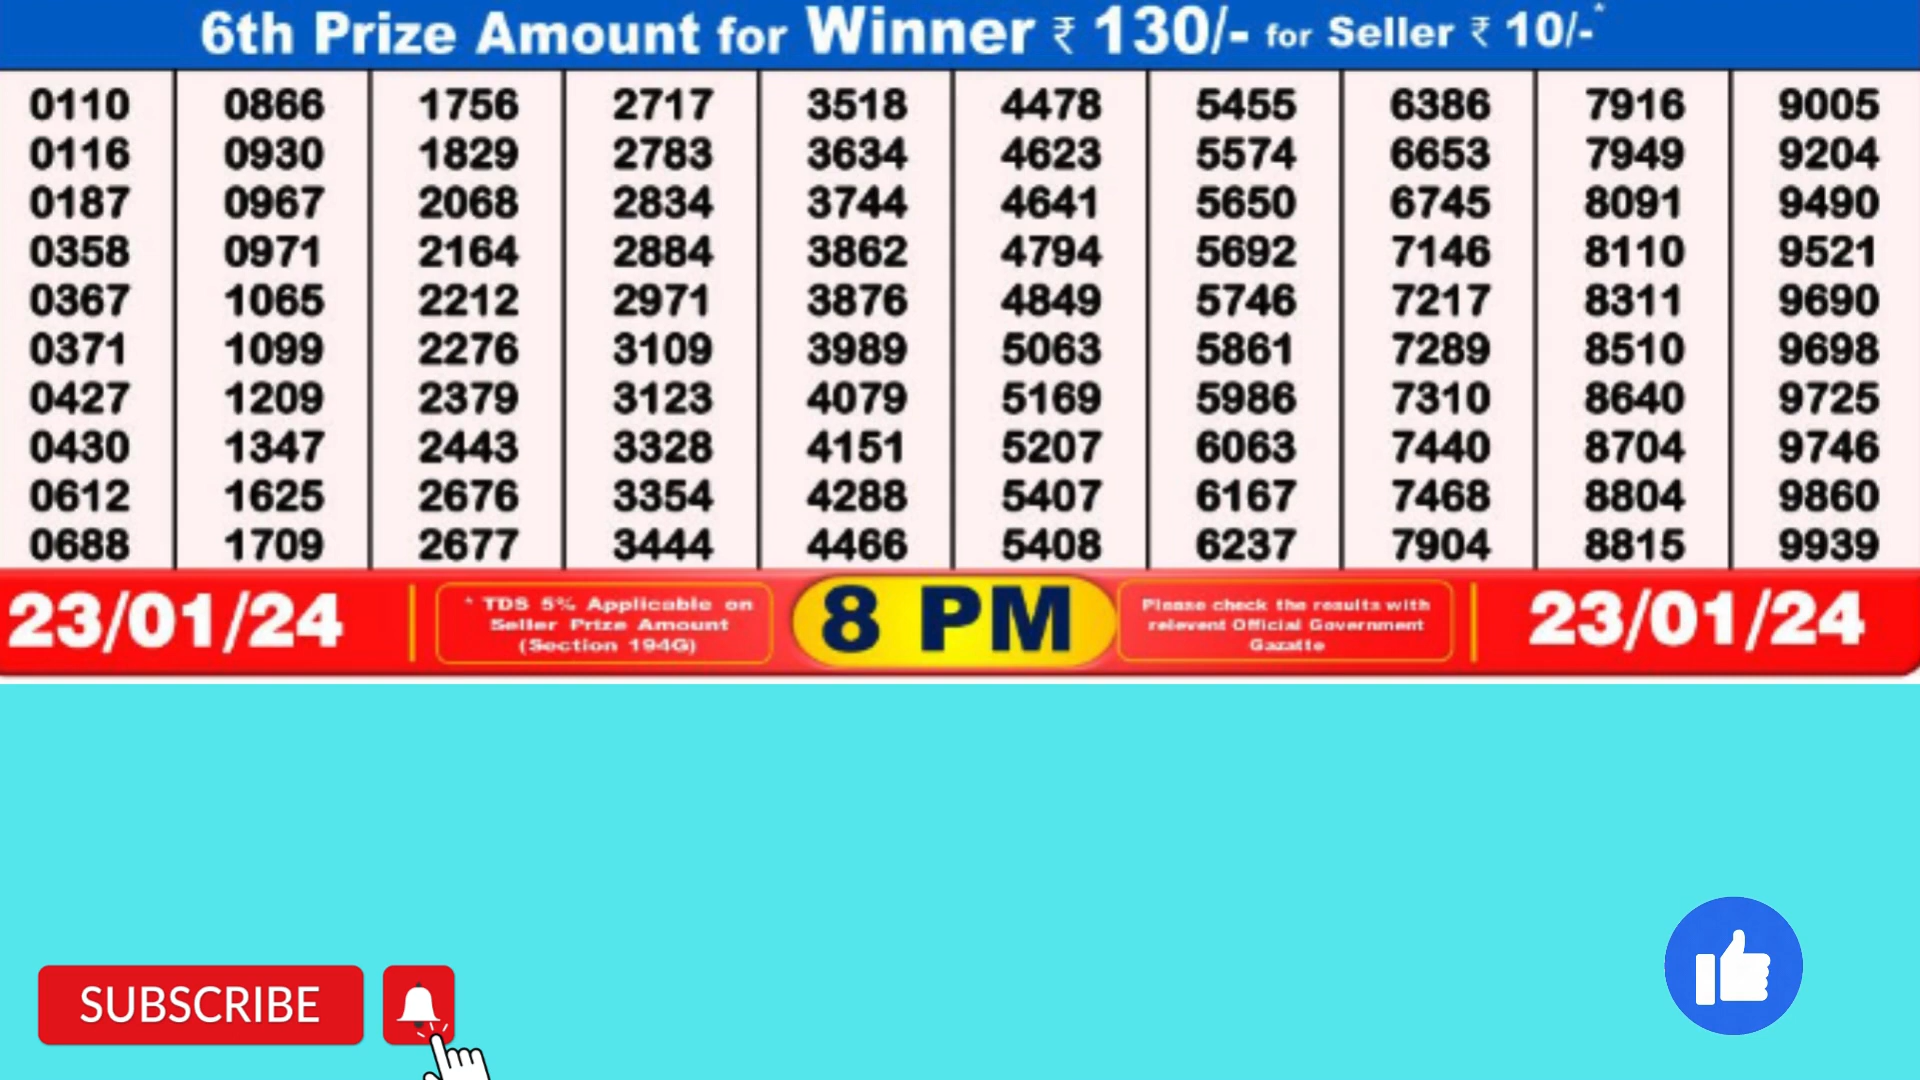 6th Prize Amount for Winner ₹ 130/- for Seller ₹ 10/-*
0110 0866 1756 2717 3518 4478 5455 6386 7916 9005
0116 0930 1829 2783 3634 4623 5574 6653 7949 9204
0187 0967 2068 2834 3744 4641 5650 6745 8091 9490
0358 0971 2164 2884 3862 4794 5692 7146 8110 9521
0367 1065 2212 2971 3876 4849 5746 7217 8311 9690
0371 1099 2276 3109 3989 5063 5861 7289 8510 9698
0427 1209 2379 3123 4079 5169 5986 7310 8640 9725
0430 1347 2443 3328 4151 5207 6063 7440 8704 9746
0612 1625 2676 3354 4288 5407 6167 7468 8804 9860
0688 1709 2677 3444 4466 5408 6237 7904 8815 9939
23/01/24
* TDS 5% Applicable on
Seller Prize Amount
(Section 194G)
8 PM
Please check the results with
relevent Official Government
Gazatte
23/01/24
SUBSCRIBE